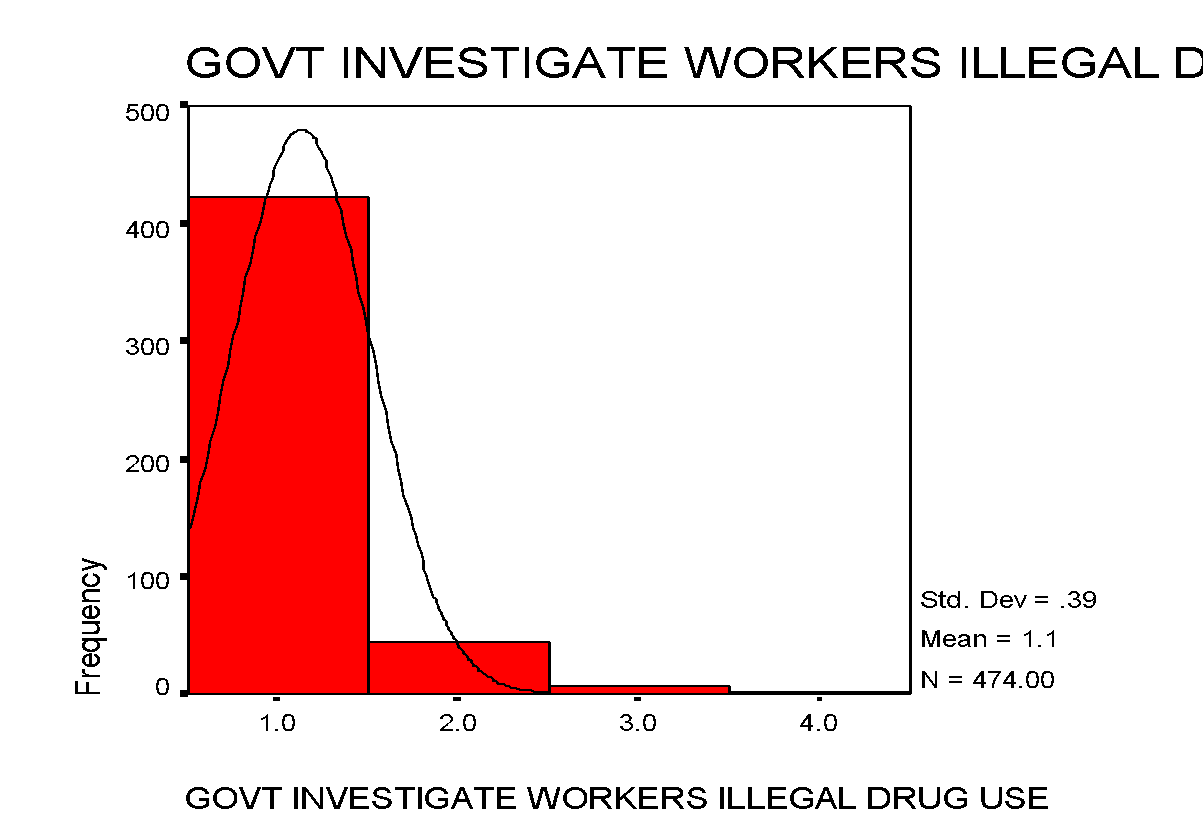 GOVT INVESTIGATE WORKERS ILLEGAL D
500
400
300
200
100
0
Frequency
1.0
2.0
3.0
4.0
Std. Dev = .39
Mean = 1.1
N = 474.00
GOVT INVESTIGATE WORKERS ILLEGAL DRUG USE